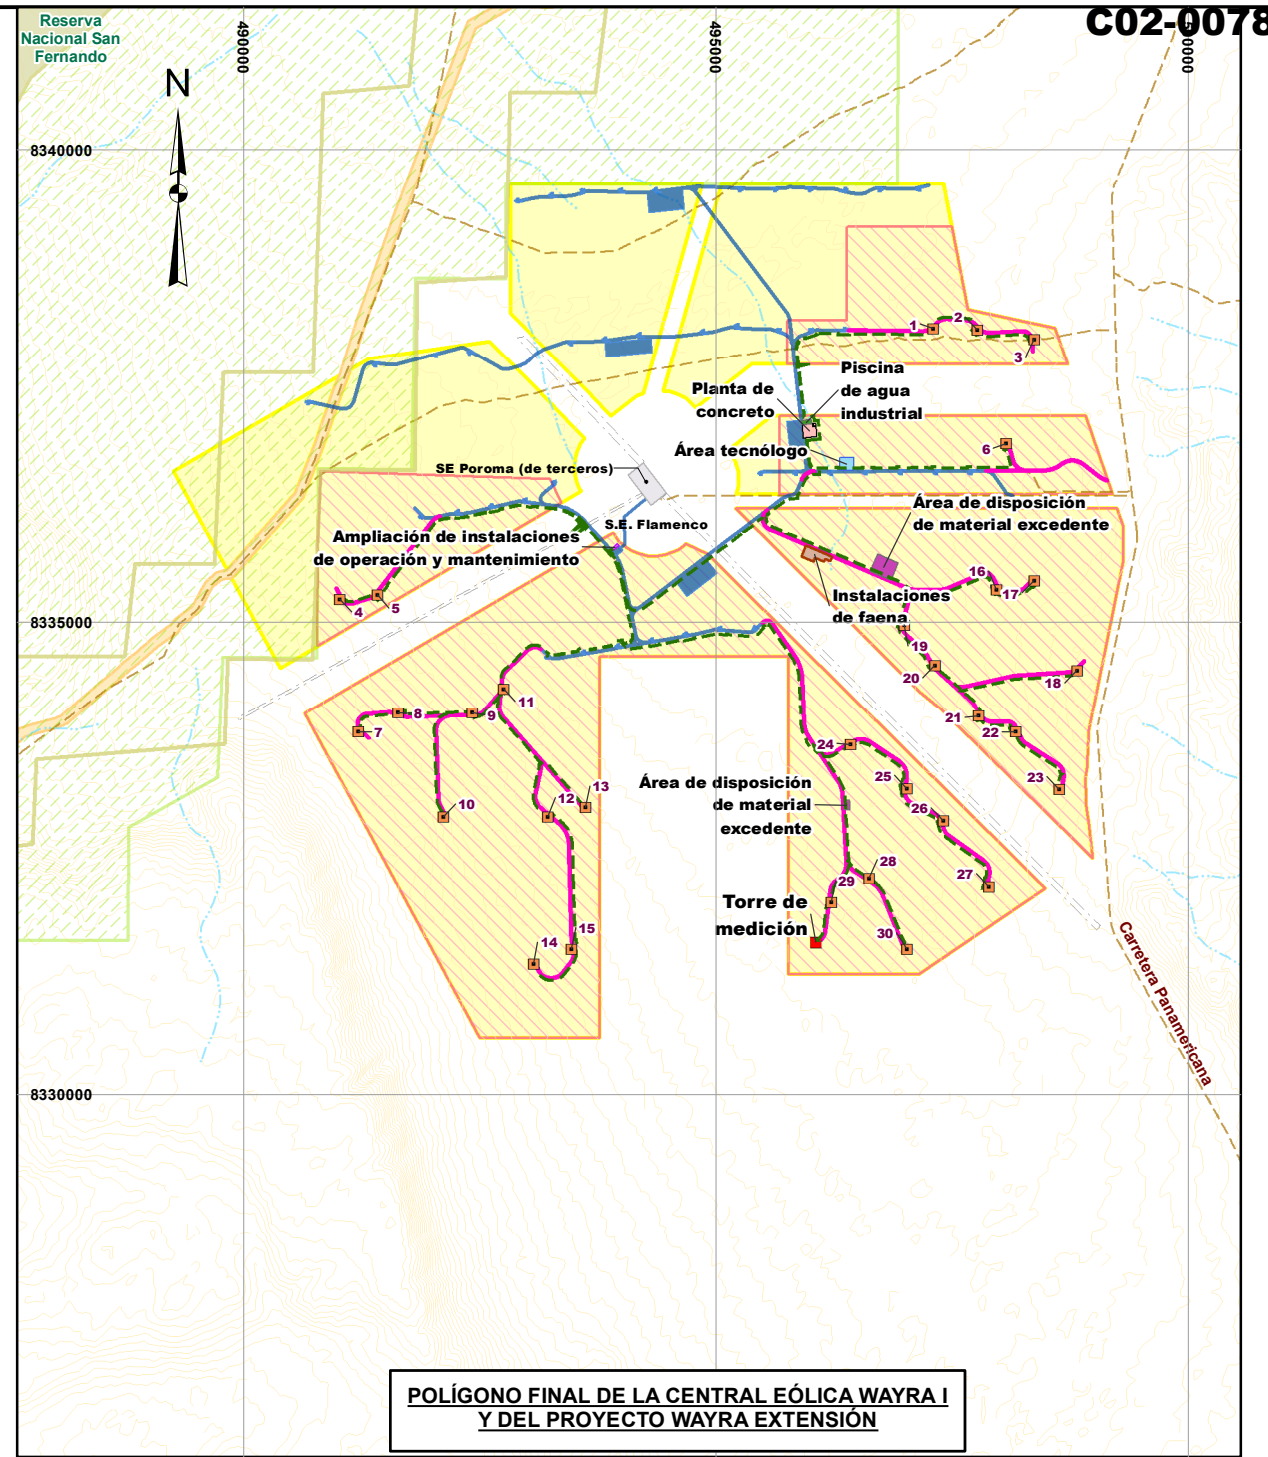 C02-0078
Reserva
Nacional San
Fernando
N
490000
495000
8340000
1
2
3
Piscina
de agua
industrial
Planta de
concreto
Área tecnólogo
6
SE Poroma (de terceros)
Área de disposición
de material excedente
S.E. Flamenco
Ampliación de instalaciones
de operación y mantenimiento
16
17
Instalaciones
de faena
4
5
8335000
19
20
18
11
8
9
7
21
22
24
23
25
Área de disposición
de material
excedente
26
10
12
13
28
27
29
Torre de
medición
30
14
15
Carretera Panamericana
8330000
POLÍGONO FINAL DE LA CENTRAL EÓLICA WAYRA I
Y DEL PROYECTO WAYRA EXTENSIÓN